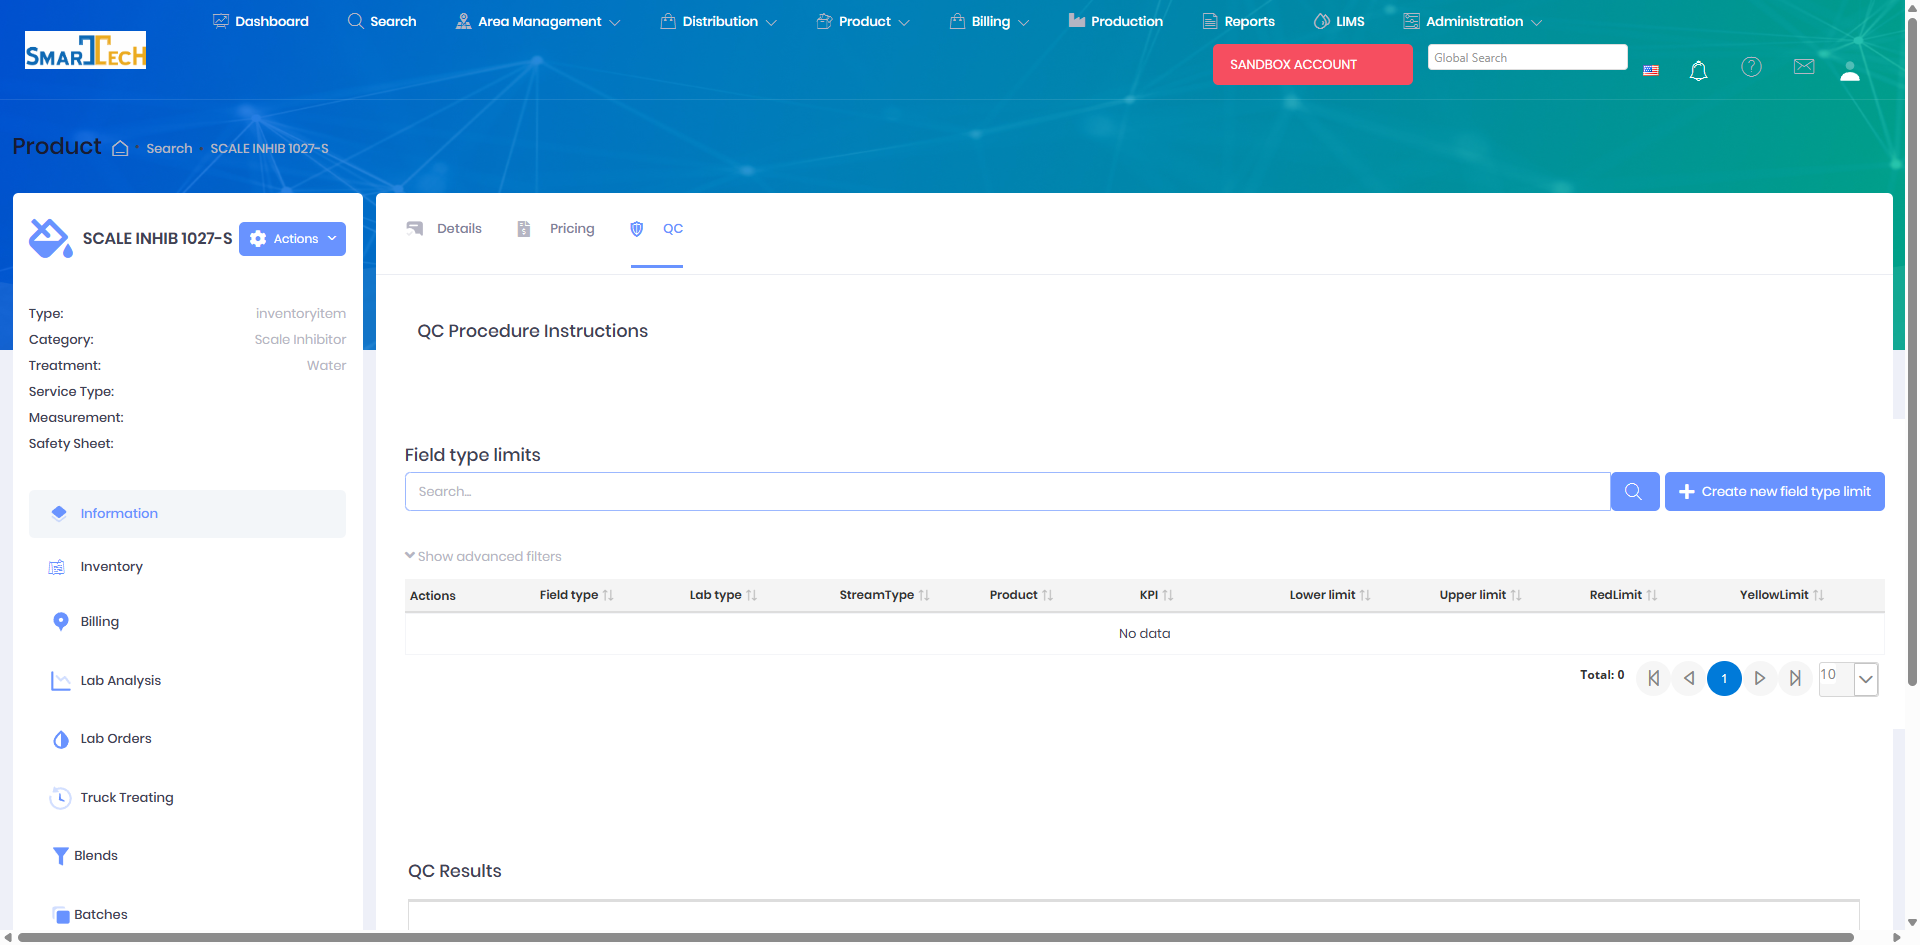 Dashboard
Search
Area Management
Distribution
Product
Billing
Production
Reports
LIMS
Administration
SMARTTECH
SANDBOX ACCOUNT
Global Search
Product
Search
SCALE INHIB 1027-S
SCALE INHIB 1027-S
Actions
Type: inventoryitem
Category: Scale Inhibitor
Treatment: Water
Service Type:
Measurement:
Safety Sheet:
Information
Inventory
Billing
Lab Analysis
Lab Orders
Truck Treating
Blends
Batches
Details
Pricing
QC
QC Procedure Instructions
Field type limits
Search...
Create new field type limit
Show advanced filters
Actions Field type Lab type StreamType Product KPI Lower limit Upper limit RedLimit YellowLimit
No data
Total: 0 1 10
QC Results